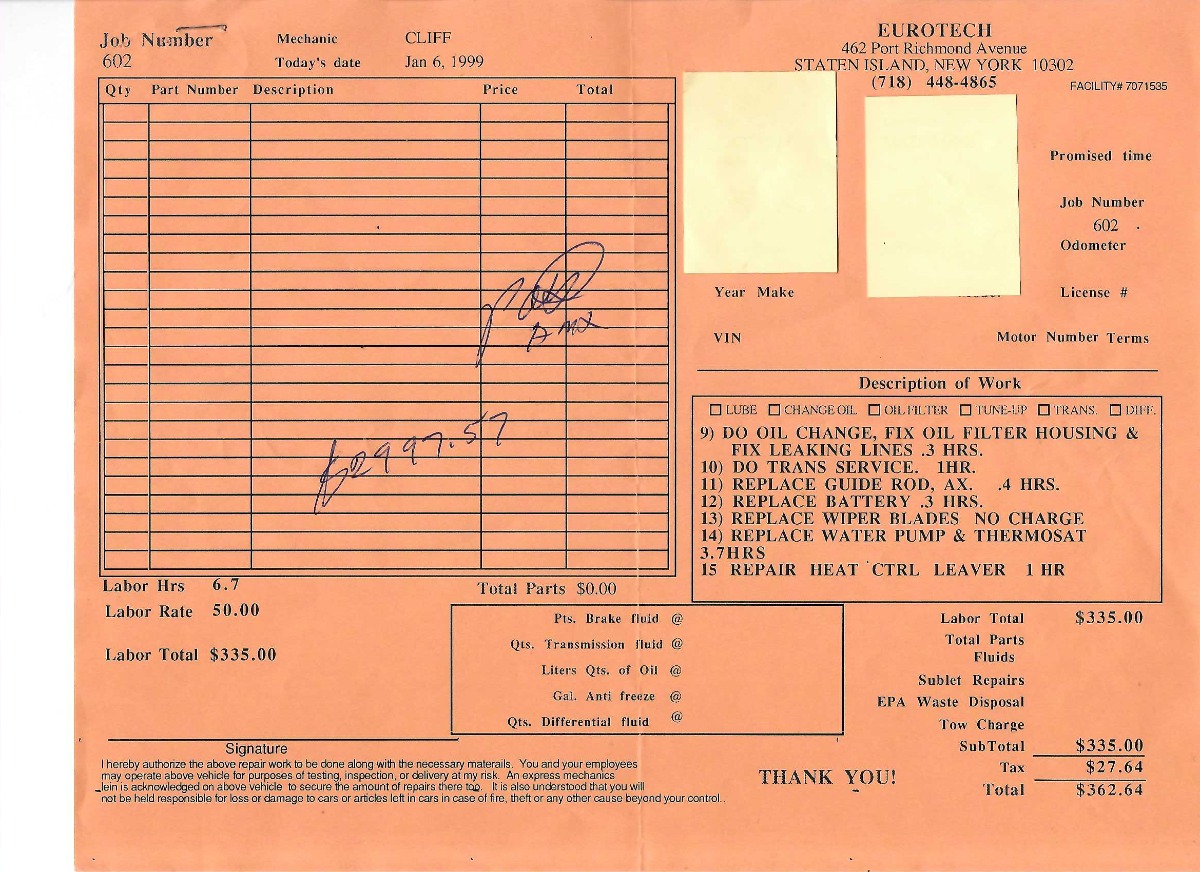 Job Number
602
Mechanic CLIFF
Today's date Jan 6, 1999
EUROTECH
462 Port Richmond Avenue
STATEN ISLAND, NEW YORK 10302
(718) 448-4865
FACILITY# 7071535
Qty Part Number Description Price Total
Promised time
Job Number
602
Odometer
Year Make
License #
VIN
Motor Number Terms
Paid
Amx
$2997.57
Description of Work
LUBE CHANGE OIL OIL FILTER TUNE-UP TRANS. DIFF.
9) DO OIL CHANGE, FIX OIL FILTER HOUSING &
FIX LEAKING LINES .3 HRS.
10) DO TRANS SERVICE. 1HR.
11) REPLACE GUIDE ROD, AX. .4 HRS.
12) REPLACE BATTERY .3 HRS.
13) REPLACE WIPER BLADES NO CHARGE
14) REPLACE WATER PUMP & THERMOSAT
3.7HRS
15 REPAIR HEAT CTRL LEAVER 1 HR
Labor Hrs 6.7
Labor Rate 50.00
Labor Total $335.00
Total Parts $0.00
Pts. Brake fluid @
Qts. Transmission fluid @
Liters Qts. of Oil @
Gal. Anti freeze @
Qts. Differential fluid @
Labor Total $335.00
Total Parts
Fluids
Sublet Repairs
EPA Waste Disposal
Tow Charge
SubTotal $335.00
Tax $27.64
Total $362.64
Signature
I hereby authorize the above repair work to be done along with the necessary materails. You and your employees
may operate above vehicle for purposes of testing, inspection, or delivery at my risk. An express mechanics
lein is acknowledged on above vehicle to secure the amount of repairs there too. It is also understood that you will
not be held responsible for loss or damage to cars or articles left in cars in case of fire, theft or any other cause beyond your control..
THANK YOU!